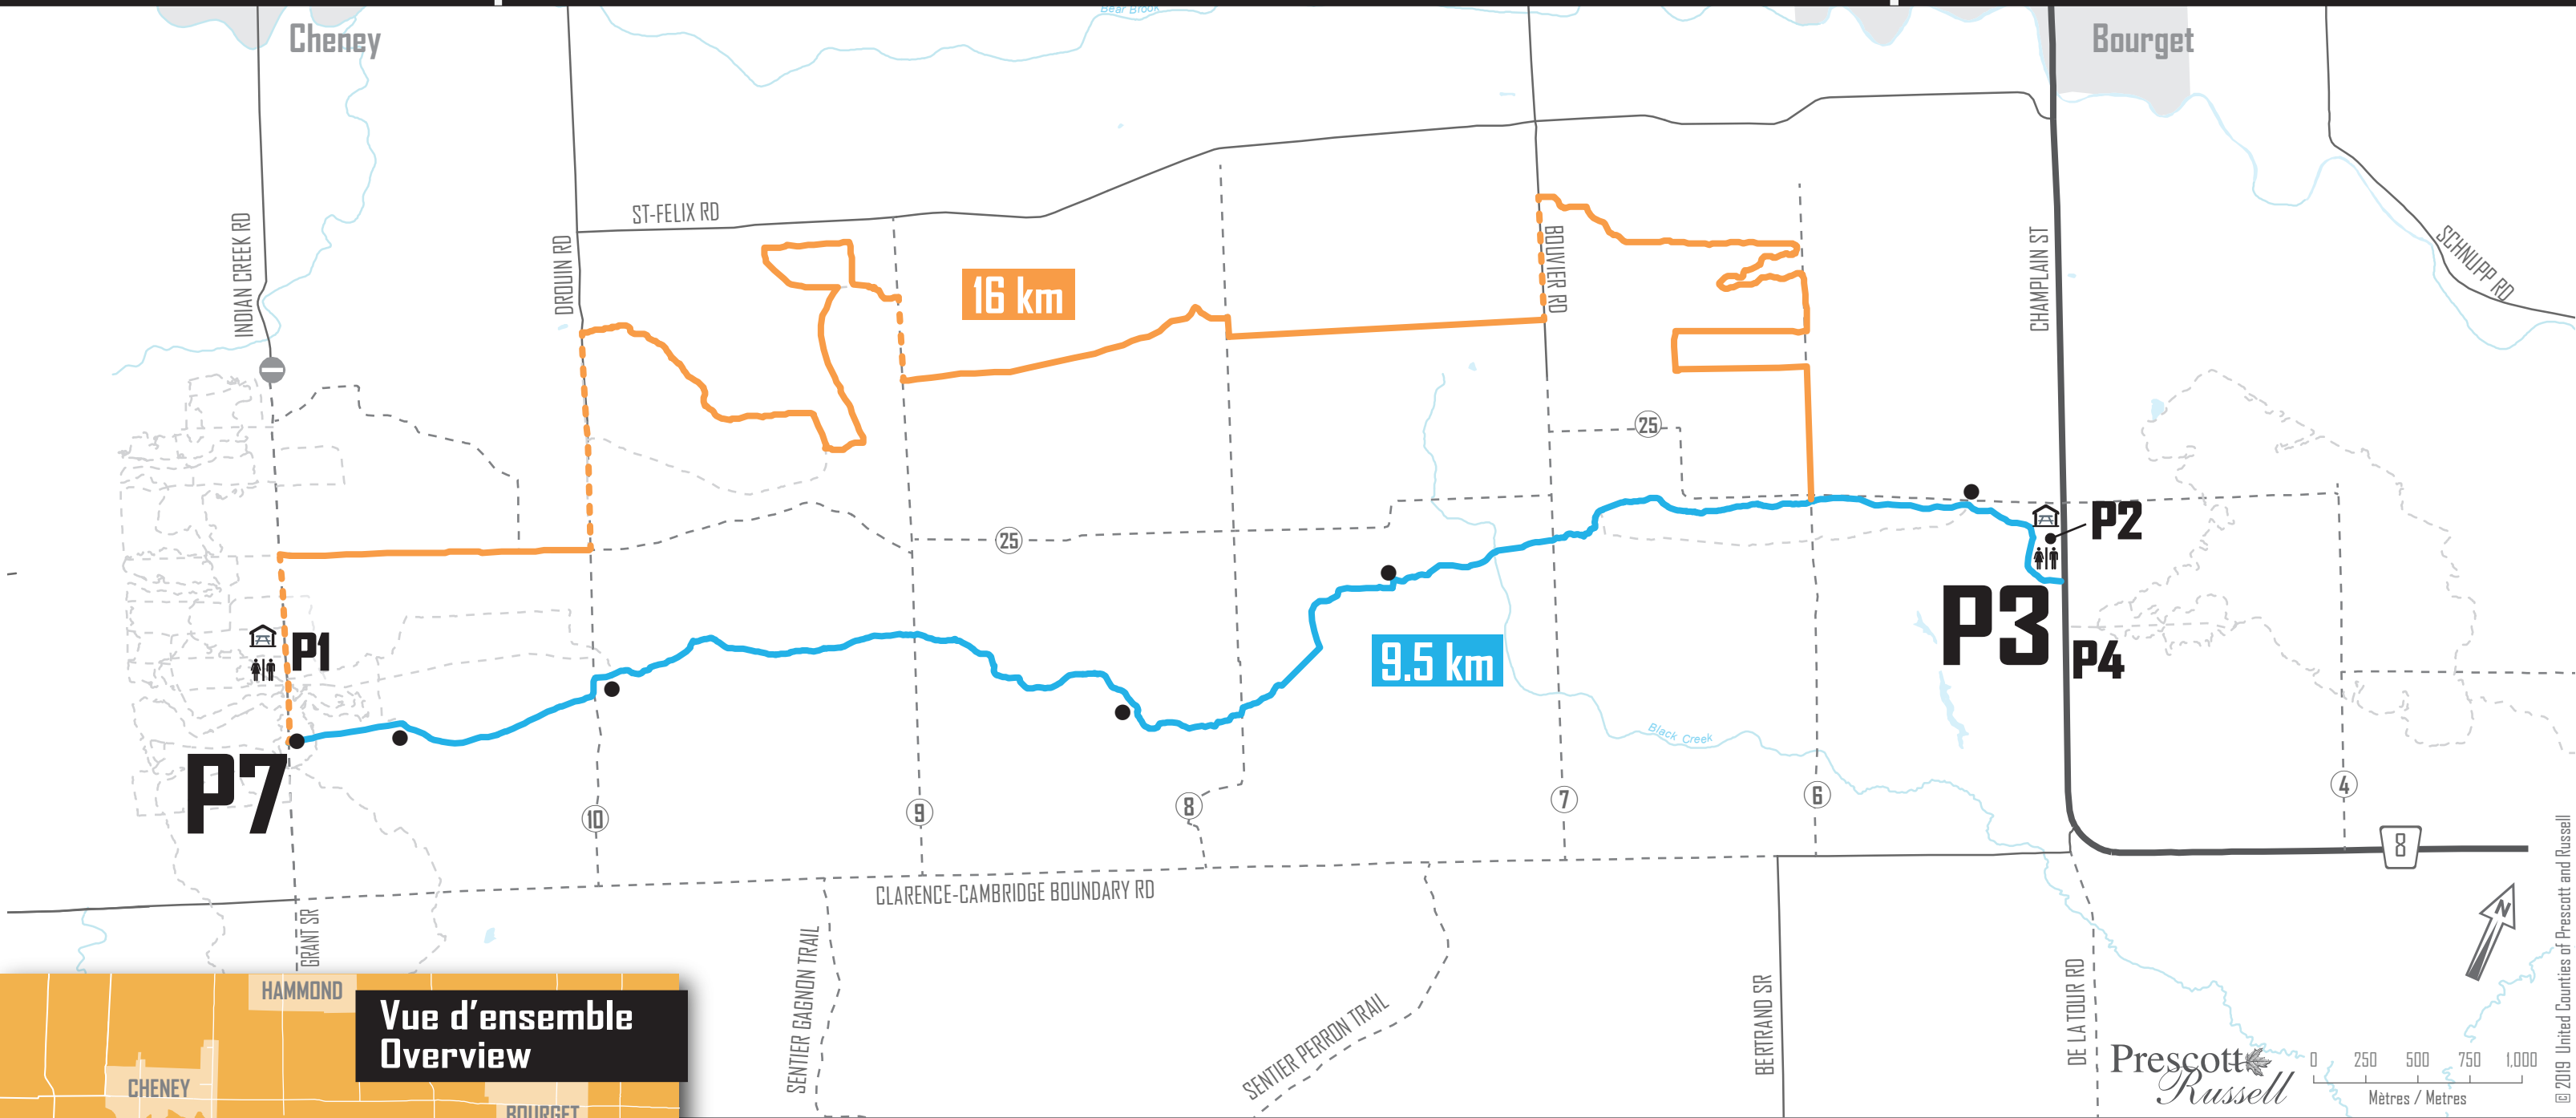 Bear Brook
Cheney
Bourget
ST-FELIX RD
INDIAN CREEK RD
DROUIN RD
BOUVIER RD
CHAMPLAIN ST
SCHNUPP RD
16 km
25
25
P2
P3
P1
9.5 km
P4
Black Creek
P7
10
9
8
7
6
4
8
CLARENCE-CAMBRIDGE BOUNDARY RD
GRANT SR
SENTIER GAGNON TRAIL
SENTIER PERRON TRAIL
BERTRAND SR
DE LA TOUR RD
N
HAMMOND
Vue d'ensemble
Overview
CHENEY
BOURGET
Prescott
Russell
0 250 500 750 1,000
Mètres / Metres
© 2019 United Counties of Prescott and Russell